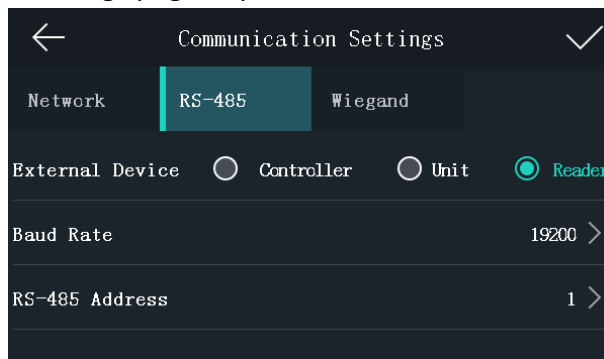 Communication Settings
Network RS-485 Wiegand
External Device Controller Unit Reader
Baud Rate 19200
RS-485 Address 1